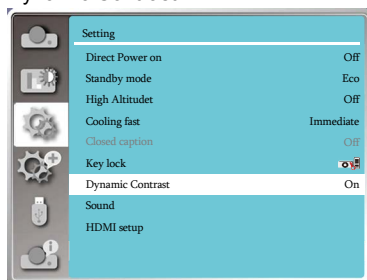 Setting
Direct Power on Off
Standby mode Eco
High Altitudet Off
Cooling fast Immediate
Closed caption Off
Key lock
Dynamic Contrast On
Sound
HDMI setup